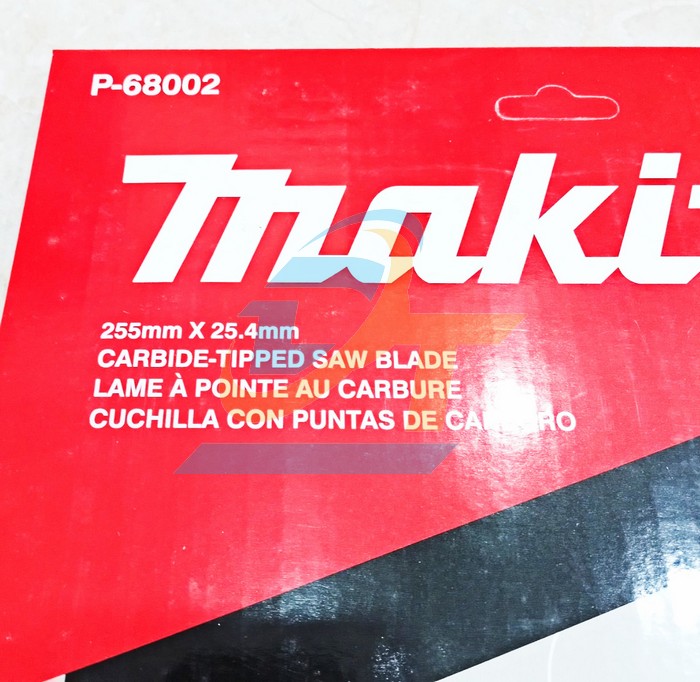 P-68002
makit
255mm X 25.4mm
CARBIDE-TIPPED SAW BLADE
LAME À POINTE AU CARBURE
CUCHILLA CON PUNTAS DE